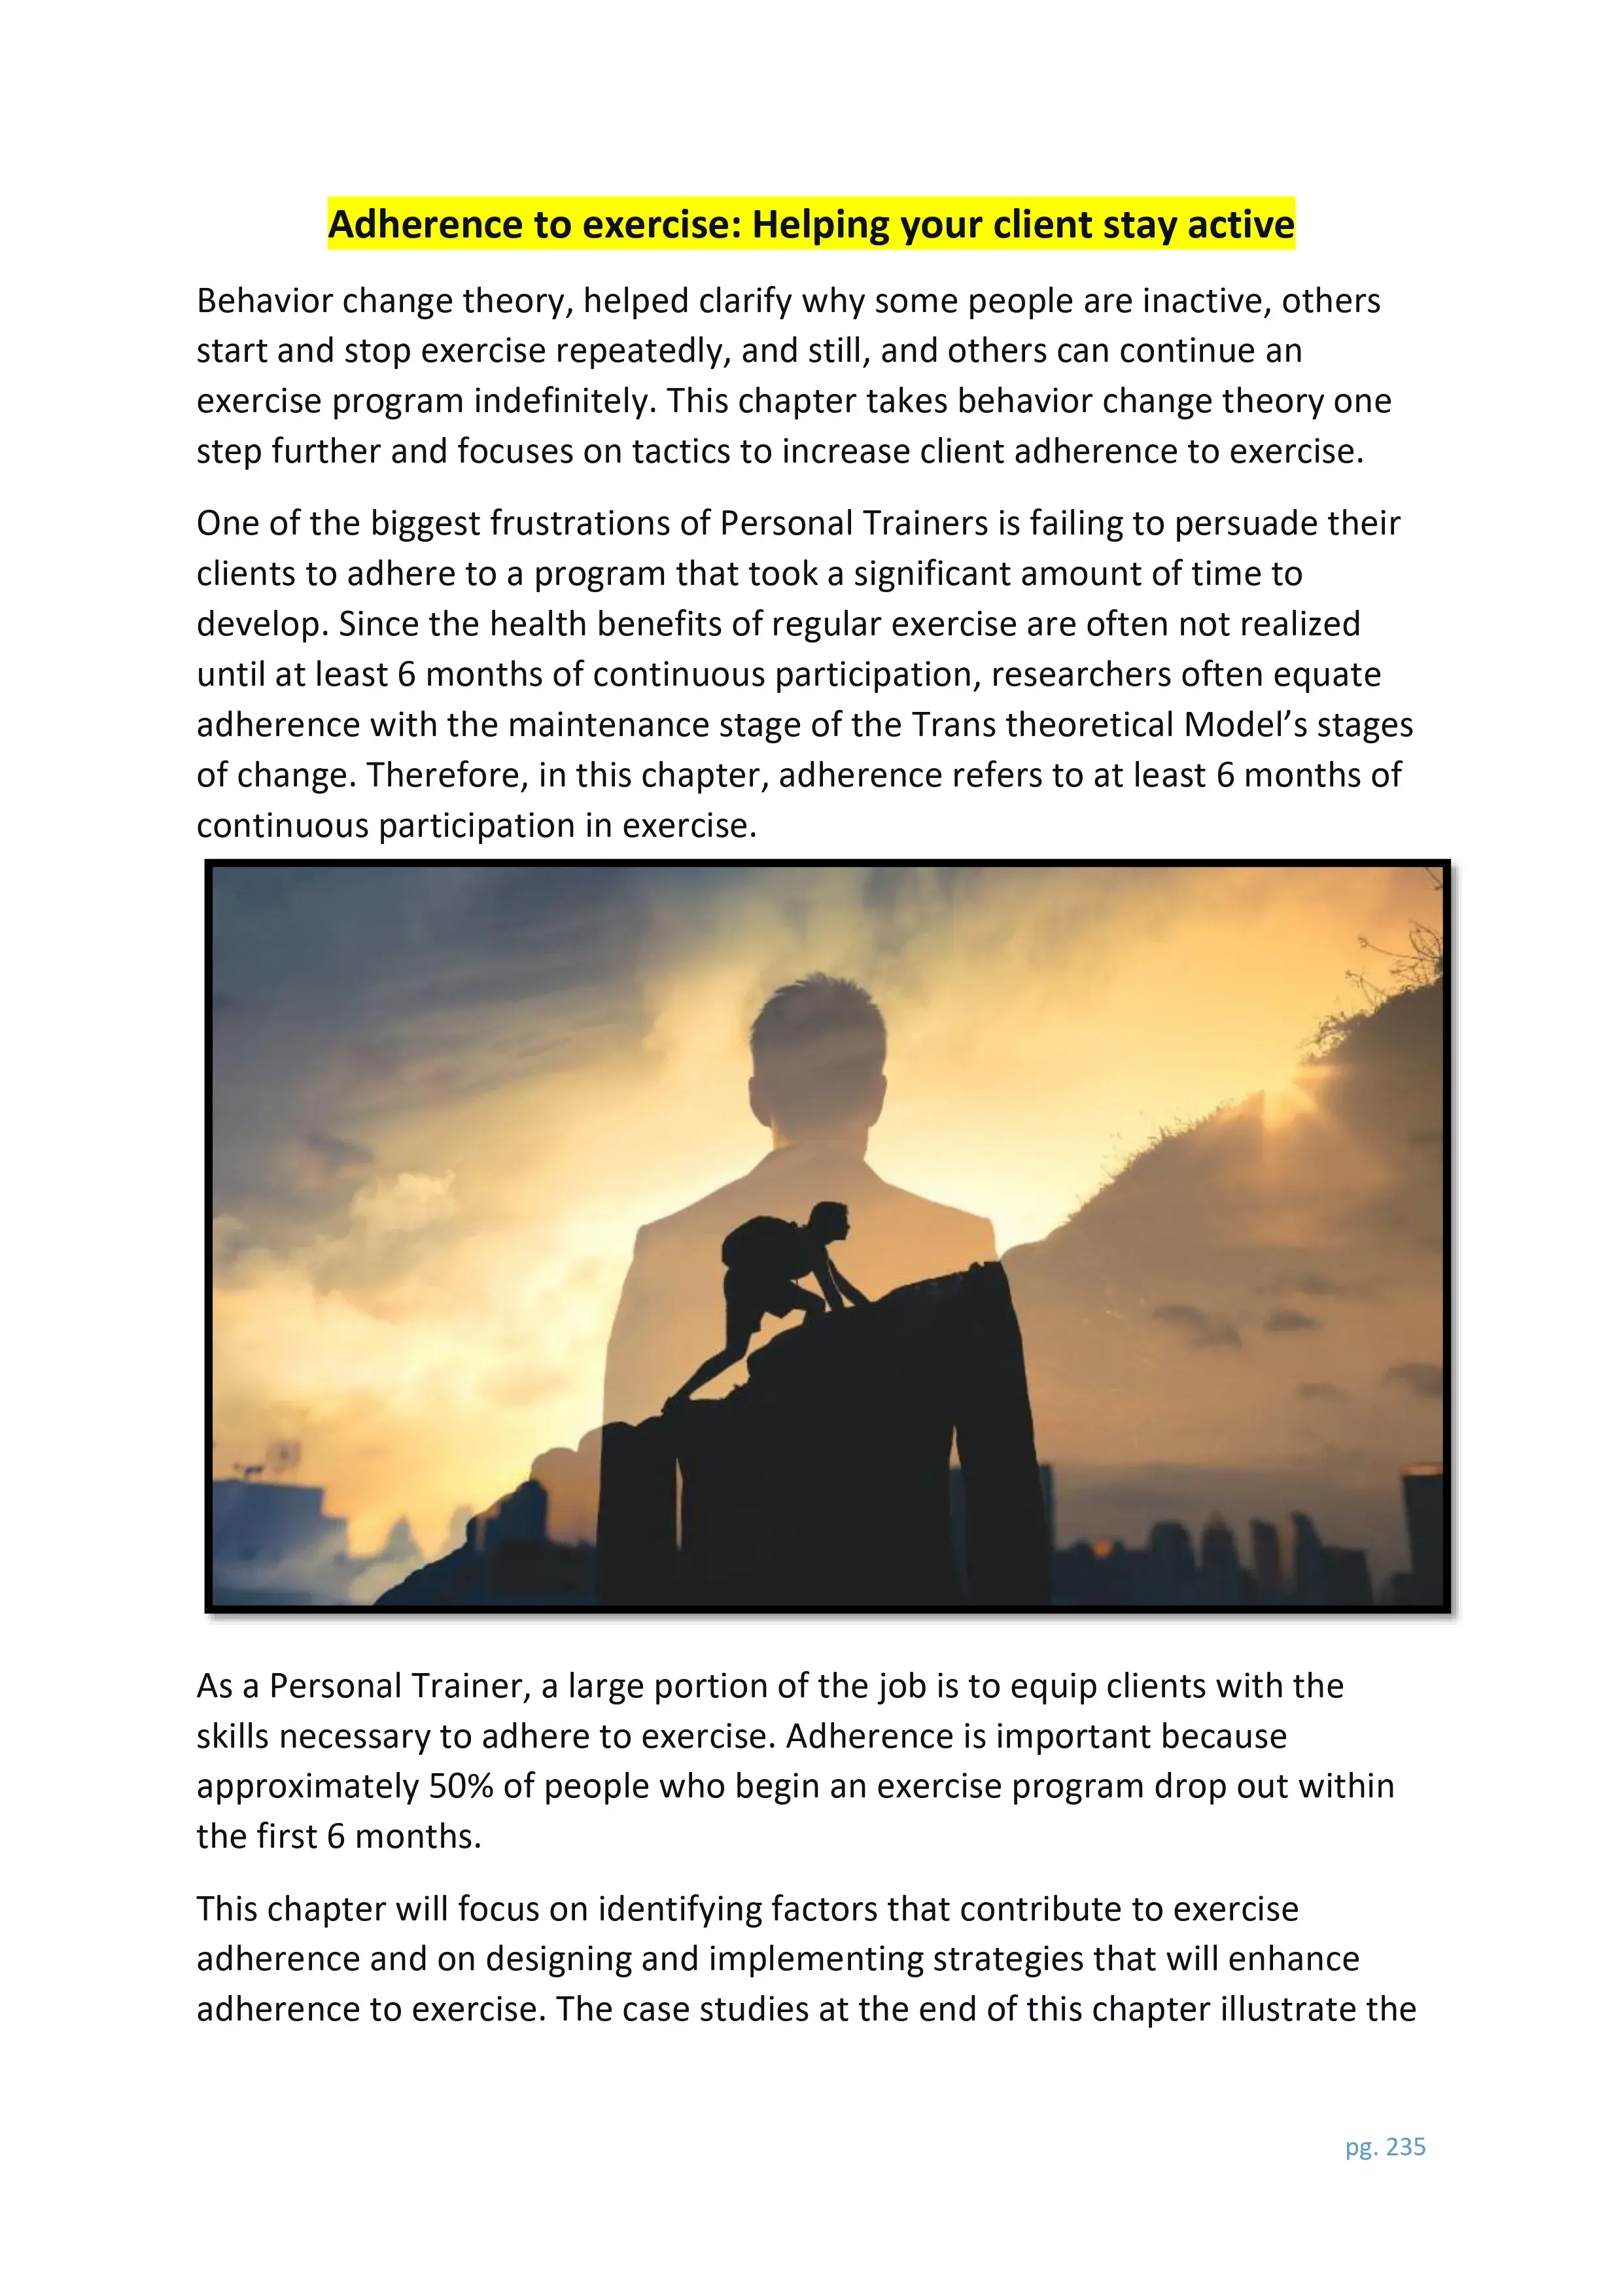 Adherence to exercise: Helping your client stay active
Behavior change theory, helped clarify why some people are inactive, others
start and stop exercise repeatedly, and still, and others can continue an
exercise program indefinitely. This chapter takes behavior change theory one
step further and focuses on tactics to increase client adherence to exercise.
One of the biggest frustrations of Personal Trainers is failing to persuade their
clients to adhere to a program that took a significant amount of time to
develop. Since the health benefits of regular exercise are often not realized
until at least 6 months of continuous participation, researchers often equate
adherence with the maintenance stage of the Trans theoretical Model’s stages
of change. Therefore, in this chapter, adherence refers to at least 6 months of
continuous participation in exercise.
As a Personal Trainer, a large portion of the job is to equip clients with the
skills necessary to adhere to exercise. Adherence is important because
approximately 50% of people who begin an exercise program drop out within
the first 6 months.
This chapter will focus on identifying factors that contribute to exercise
adherence and on designing and implementing strategies that will enhance
adherence to exercise. The case studies at the end of this chapter illustrate the
pg. 235